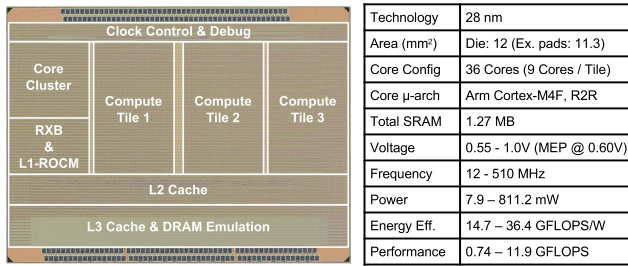 Clock Control & Debug
Core
Cluster
RXB
&
L1-ROCM
Compute
Tile 1
Compute
Tile 2
Compute
Tile 3
L2 Cache
L3 Cache & DRAM Emulation
Technology 28 nm
Area (mm²) Die: 12 (Ex. pads: 11.3)
Core Config 36 Cores (9 Cores / Tile)
Core µ-arch Arm Cortex-M4F, R2R
Total SRAM 1.27 MB
Voltage 0.55 - 1.0V (MEP @ 0.60V)
Frequency 12 - 510 MHz
Power 7.9 – 811.2 mW
Energy Eff. 14.7 – 36.4 GFLOPS/W
Performance 0.74 – 11.9 GFLOPS